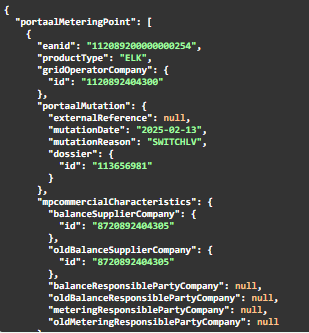 {
"portaalMeteringPoint": [
{
"eanid": "112089200000000254",
"productType": "ELK",
"gridOperatorCompany": {
"id": "1120892404300"
},
"portaalMutation": {
"externalReference": null,
"mutationDate": "2025-02-13",
"mutationReason": "SWITCHLV",
"dossier": {
"id": "113656981"
}
},
"mpcommercialCharacteristics": {
"balanceSupplierCompany": {
"id": "8720892404305"
},
"oldBalanceSupplierCompany": {
"id": "8720892404305"
},
"balanceResponsiblePartyCompany": null,
"oldBalanceResponsiblePartyCompany": null,
"meteringResponsiblePartyCompany": null,
"oldMeteringResponsiblePartyCompany": null